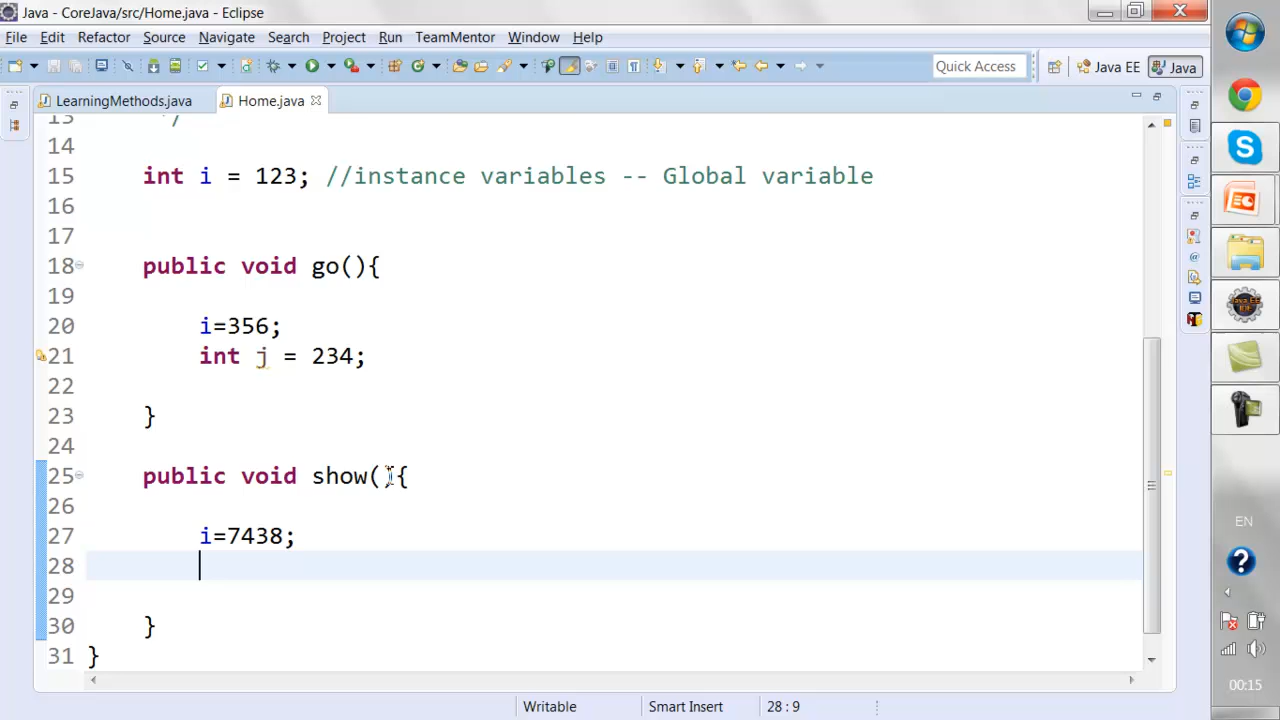 Java - CoreJava/src/Home.java - Eclipse
File Edit Refactor Source Navigate Search Project Run TeamMentor Window Help
Quick Access Java EE Java
LearningMethods.java Home.java
13 */
14
15 int i = 123; //instance variables -- Global variable
16
17
18 public void go(){
19
20 i=356;
21 int j = 234;
22
23 }
24
25 public void show(){
26
27 i=7438;
28
29
30 }
31 }
Writable Smart Insert 28 : 9
EN
00:15